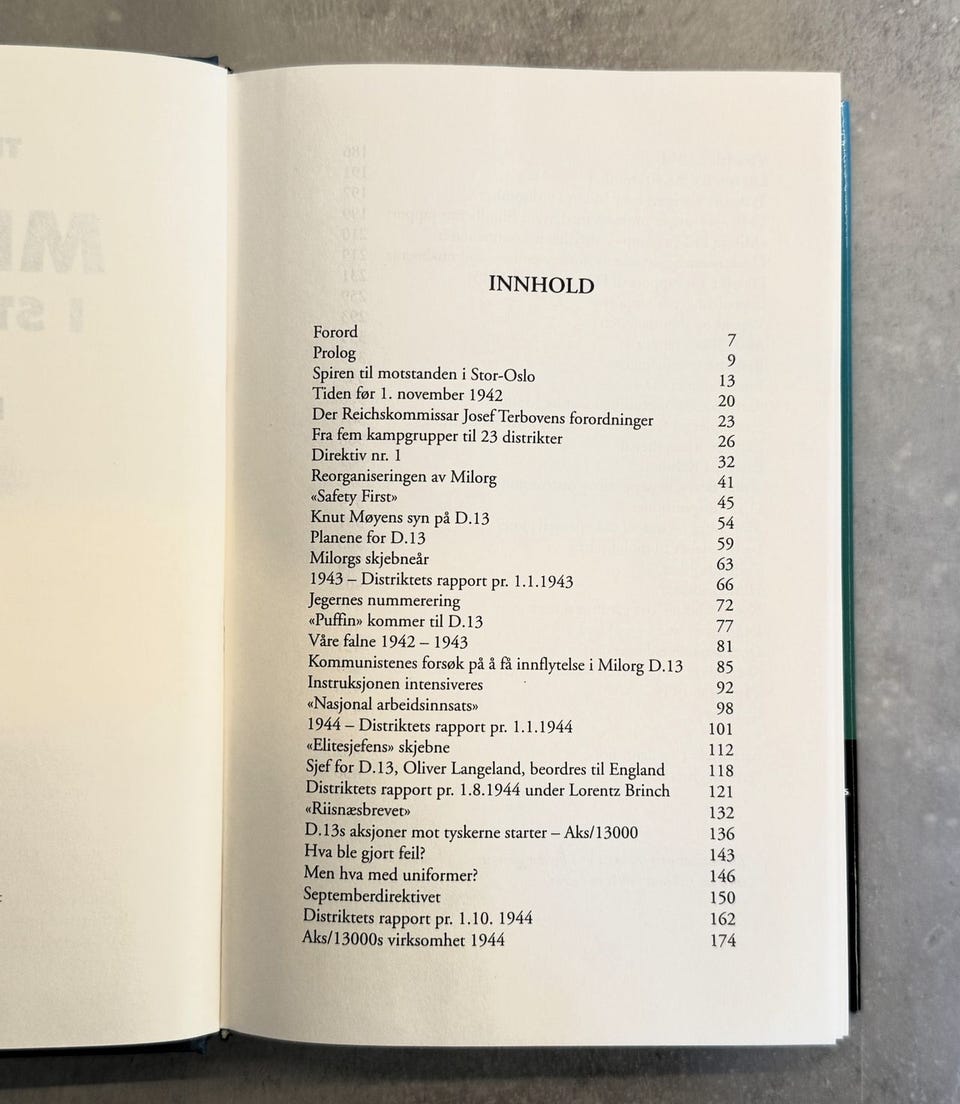 INNHOLD
Forord 7
Prolog 9
Spiren til motstanden i Stor-Oslo 13
Tiden før 1. november 1942 20
Der Reichskommissar Josef Terbovens forordninger 23
Fra fem kampgrupper til 23 distrikter 26
Direktiv nr. 1 32
Reorganiseringen av Milorg 41
«Safety First» 45
Knut Møyens syn på D.13 54
Planene for D.13 59
Milorgs skjebneår 63
1943 – Distriktets rapport pr. 1.1.1943 66
Jegernes nummerering 72
«Puffin» kommer til D.13 77
Våre falne 1942 – 1943 81
Kommunistenes forsøk på å få innflytelse i Milorg D.13 85
Instruksjonen intensiveres 92
«Nasjonal arbeidsinnsats» 98
1944 – Distriktets rapport pr. 1.1.1944 101
«Elitesjefens» skjebne 112
Sjef for D.13, Oliver Langeland, beordres til England 118
Distriktets rapport pr. 1.8.1944 under Lorentz Brinch 121
«Riisnæsbrevet» 132
D.13s aksjoner mot tyskerne starter – Aks/13000 136
Hva ble gjort feil? 143
Men hva med uniformer? 146
Septemberdirektivet 150
Distriktets rapport pr. 1.10. 1944 162
Aks/13000s virksomhet 1944 174